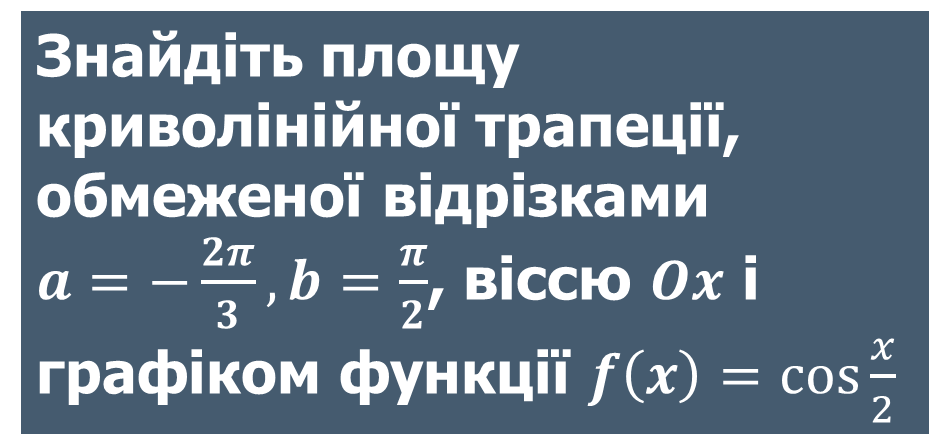 Знайдіть площу
криволінійної трапеції,
обмеженої відрізками
a = −2π/3, b = π/2, віссю Ox і
графіком функції f(x) = cos x/2